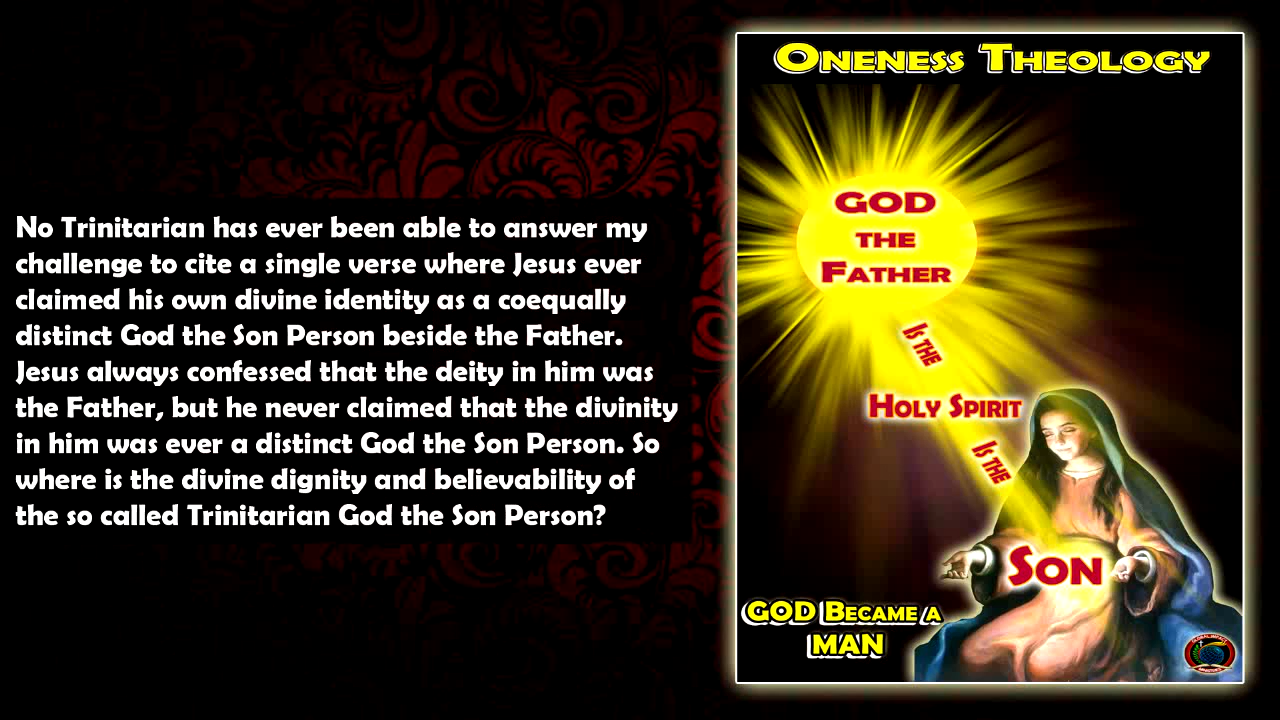 No Trinitarian has ever been able to answer my
challenge to cite a single verse where Jesus ever
claimed his own divine identity as a coequally
distinct God the Son Person beside the Father.
Jesus always confessed that the deity in him was
the Father, but he never claimed that the divinity
in him was ever a distinct God the Son Person. So
where is the divine dignity and believability of
the so called Trinitarian God the Son Person?
ONENESS THEOLOGY
GOD
THE
FATHER
IS THE
HOLY SPIRIT
IS THE
SON
GOD BECAME A
MAN
GLOBAL IMPACT
MINISTRIES